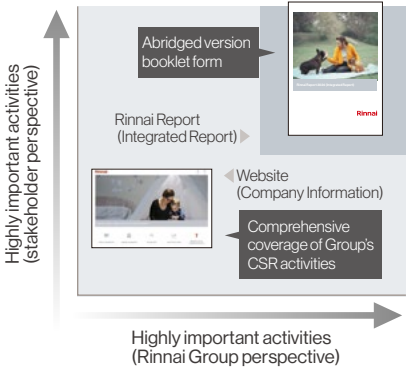 Abridged version
booklet form
Rinnai
Rinnai Report
(Integrated Report)
Website
(Company Information)
Comprehensive
coverage of Group's
CSR activities
Highly important activities
(stakeholder perspective)
Highly important activities
(Rinnai Group perspective)